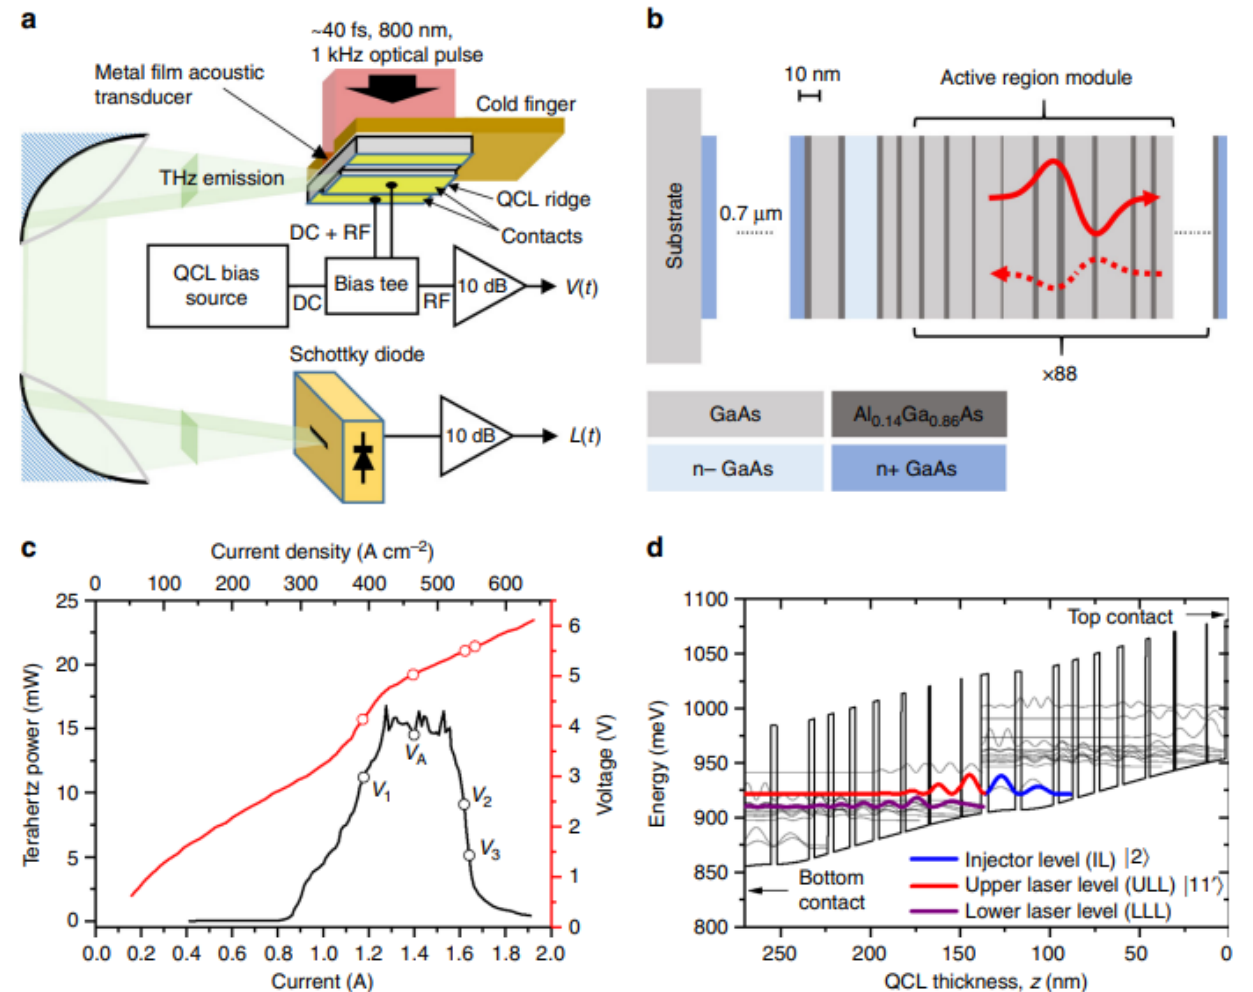 a
~40 fs, 800 nm,
1 kHz optical pulse
Metal film acoustic
transducer
Cold finger
THz emission
QCL ridge
Contacts
DC + RF
QCL bias
source
DC
Bias tee
RF
10 dB
V(t)
Schottky diode
10 dB
L(t)
b
10 nm
Active region module
Substrate
0.7 μm
×88
GaAs
Al0.14Ga0.86As
n− GaAs
n+ GaAs
c
Current density (A cm−2)
0 100 200 300 400 500 600
25
20
15
10
5
0
Terahertz power (mW)
6
5
4
3
2
1
0
Voltage (V)
VA
V1
V2
V3
0.0 0.2 0.4 0.6 0.8 1.0 1.2 1.4 1.6 1.8 2.0
Current (A)
d
1100
1050
1000
950
900
850
800
Energy (meV)
Top contact
Injector level (IL) |2⟩
Upper laser level (ULL) |11′⟩
Lower laser level (LLL)
Bottom
contact
250 200 150 100 50 0
QCL thickness, z (nm)